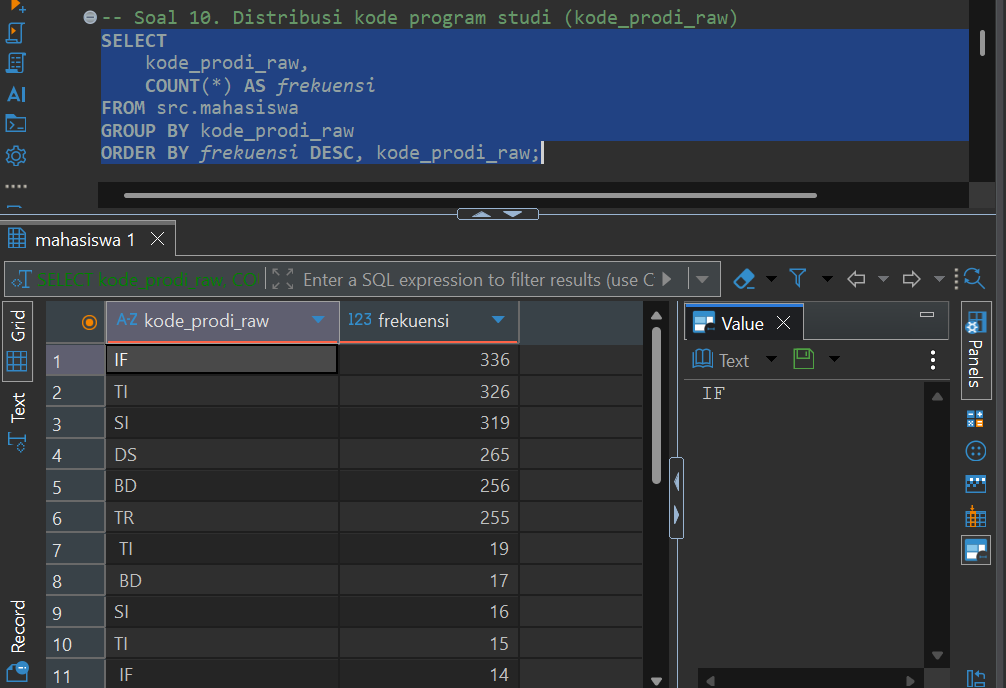 -- Soal 10. Distribusi kode program studi (kode_prodi_raw)
SELECT
kode_prodi_raw,
COUNT(*) AS frekuensi
FROM src.mahasiswa
GROUP BY kode_prodi_raw
ORDER BY frekuensi DESC, kode_prodi_raw;
AI
mahasiswa 1
SELECT kode_prodi_raw, CO
Enter a SQL expression to filter results (use C
Grid
Text
Record
A-Z kode_prodi_raw 123 frekuensi
1 IF 336
2 TI 326
3 SI 319
4 DS 265
5 BD 256
6 TR 255
7 TI 19
8 BD 17
9 SI 16
10 TI 15
11 IF 14
Value
Text
IF
Panels